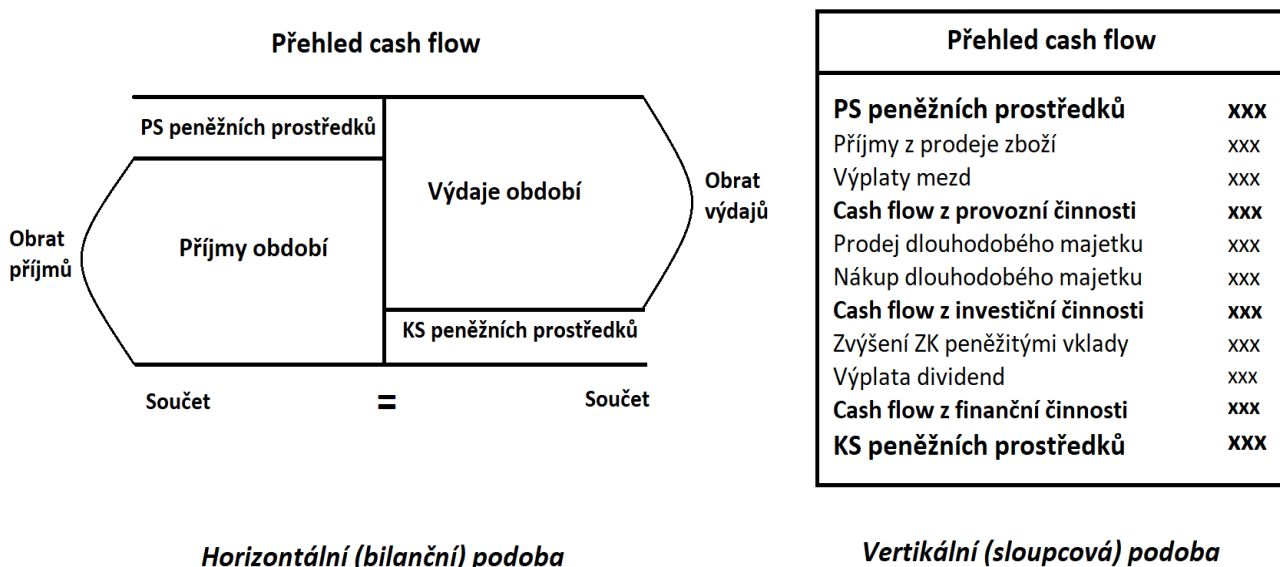 Přehled cash flow
PS peněžních prostředků
Výdaje období
Obrat
výdajů
Obrat
příjmů
Příjmy období
KS peněžních prostředků
Součet
=
Součet
Horizontální (bilanční) podoba
Přehled cash flow
PS peněžních prostředků xxx
Příjmy z prodeje zboží xxx
Výplaty mezd xxx
Cash flow z provozní činnosti xxx
Prodej dlouhodobého majetku xxx
Nákup dlouhodobého majetku xxx
Cash flow z investiční činnosti xxx
Zvýšení ZK peněžitými vklady xxx
Výplata dividend xxx
Cash flow z finanční činnosti xxx
KS peněžních prostředků xxx
Vertikální (sloupcová) podoba